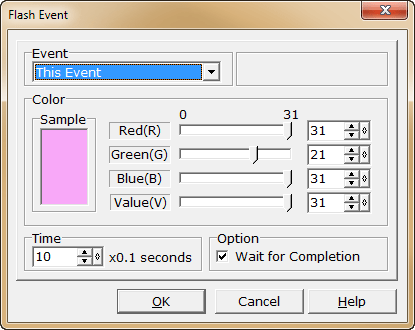 Flash Event
Event
This Event
Color
Sample
0 31
Red(R) 31
Green(G) 21
Blue(B) 31
Value(V) 31
Time
10 x0.1 seconds
Option
Wait for Completion
OK Cancel Help